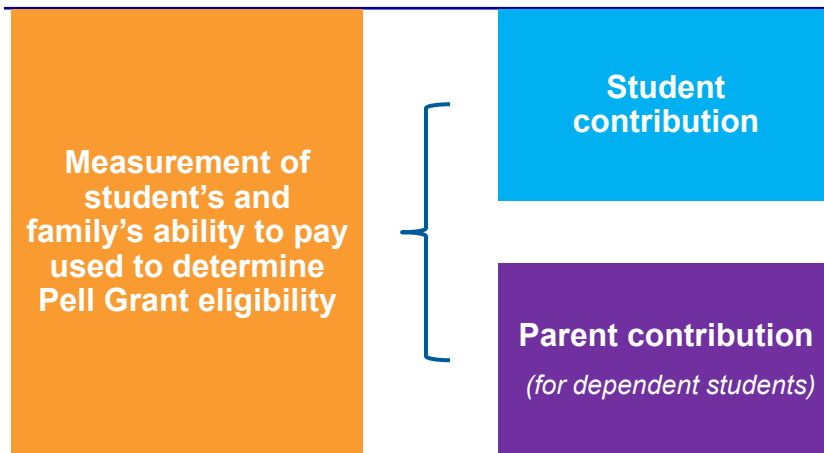 Measurement of
student’s and
family’s ability to pay
used to determine
Pell Grant eligibility
Student
contribution
Parent contribution
(for dependent students)